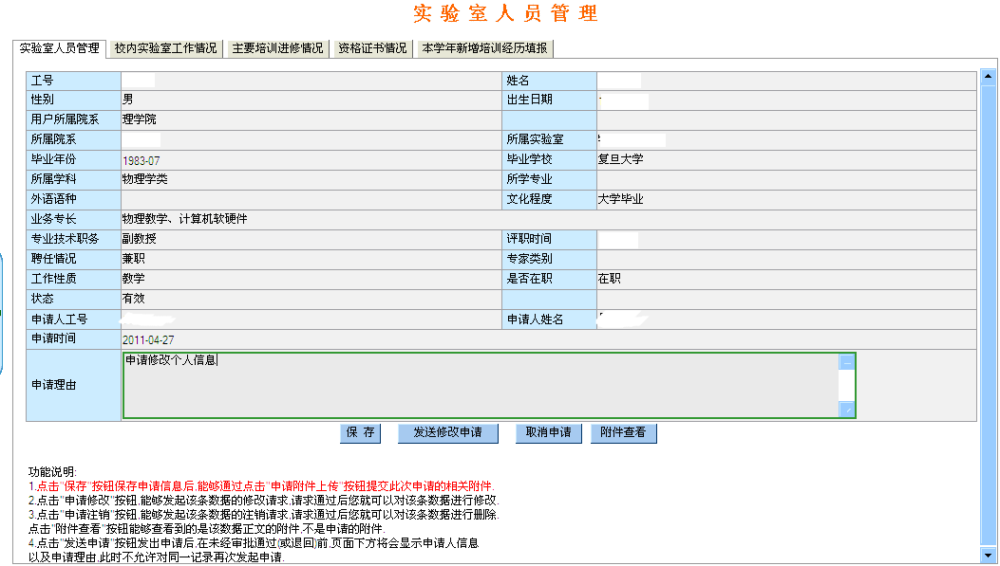 实验室人员管理
实验室人员管理 校内实验室工作情况 主要培训进修情况 资格证书情况 本学年新增培训经历填报
工号 姓名
性别 男 出生日期
用户所属院系 理学院
所属院系 所属实验室
毕业年份 1983-07 毕业学校 复旦大学
所属学科 物理学类 所学专业
外语语种 文化程度 大学毕业
业务专长 物理教学、计算机软硬件
专业技术职务 副教授 评职时间
聘任情况 兼职 专家类别
工作性质 教学 是否在职 在职
状态 有效
申请人工号 申请人姓名
申请时间 2011-04-27
申请理由 申请修改个人信息
保 存 发送修改申请 取消申请 附件查看
功能说明:
1.点击"保存"按钮保存申请信息后,能够通过点击"申请附件上传"按钮提交此次申请的相关附件.
2.点击"申请修改"按钮,能够发起该条数据的修改请求,请求通过后您就可以对该条数据进行修改.
3.点击"申请注销"按钮,能够发起该条数据的注销请求,请求通过后您就可以对该条数据进行删除.
点击"附件查看"按钮能够查看到的是该数据正文的附件,不是申请的附件.
4.点击"发送申请"按钮发出申请后,在未经审批通过(或退回)前,页面下方将会显示申请人信息
以及申请理由,此时不允许对同一记录再次发起申请.